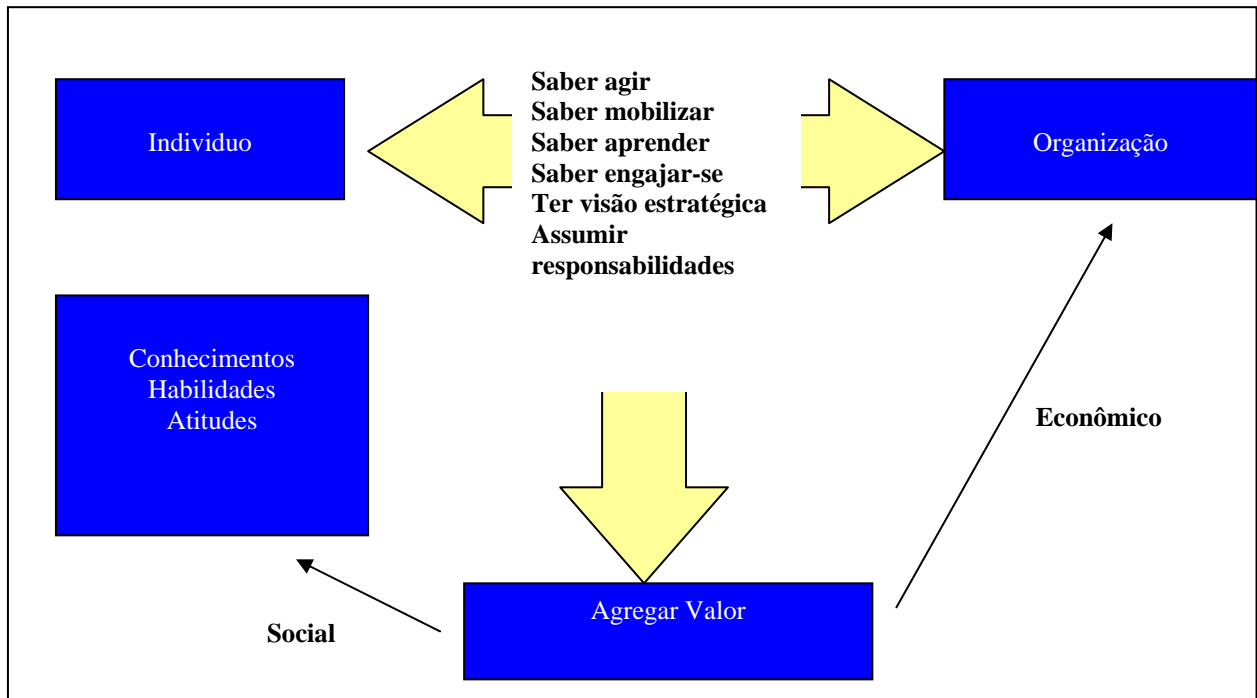 Individuo
Saber agir
Saber mobilizar
Saber aprender
Saber engajar-se
Ter visão estratégica
Assumir
responsabilidades
Organização
Conhecimentos
Habilidades
Atitudes
Econômico
Agregar Valor
Social